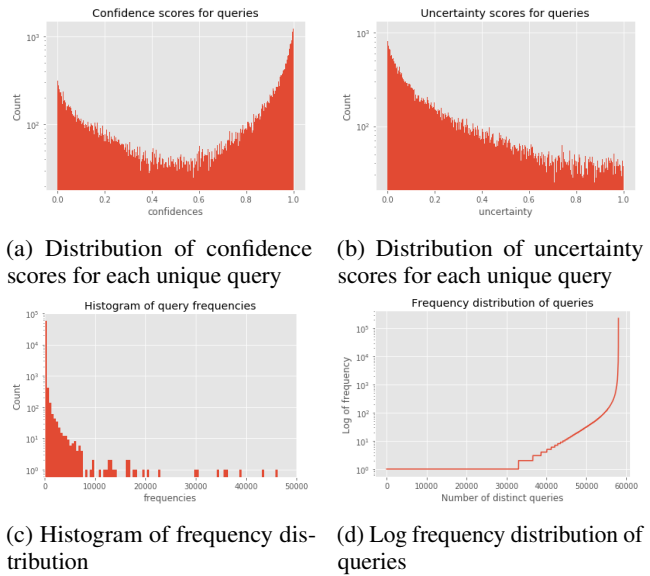 Confidence scores for queries
10³
10²
Count
0.0 0.2 0.4 0.6 0.8 1.0
confidences
Uncertainty scores for queries
10³
10²
Count
0.0 0.2 0.4 0.6 0.8 1.0
uncertainty
(a) Distribution of confidence
scores for each unique query
(b) Distribution of uncertainty
scores for each unique query
Histogram of query frequencies
10⁵
10⁴
10³
10²
10¹
10⁰
Count
0 10000 20000 30000 40000 50000
frequencies
Frequency distribution of queries
10⁵
10⁴
10³
10²
10¹
10⁰
Log of frequency
0 10000 20000 30000 40000 50000 60000
Number of distinct queries
(c) Histogram of frequency dis-
tribution
(d) Log frequency distribution of
queries